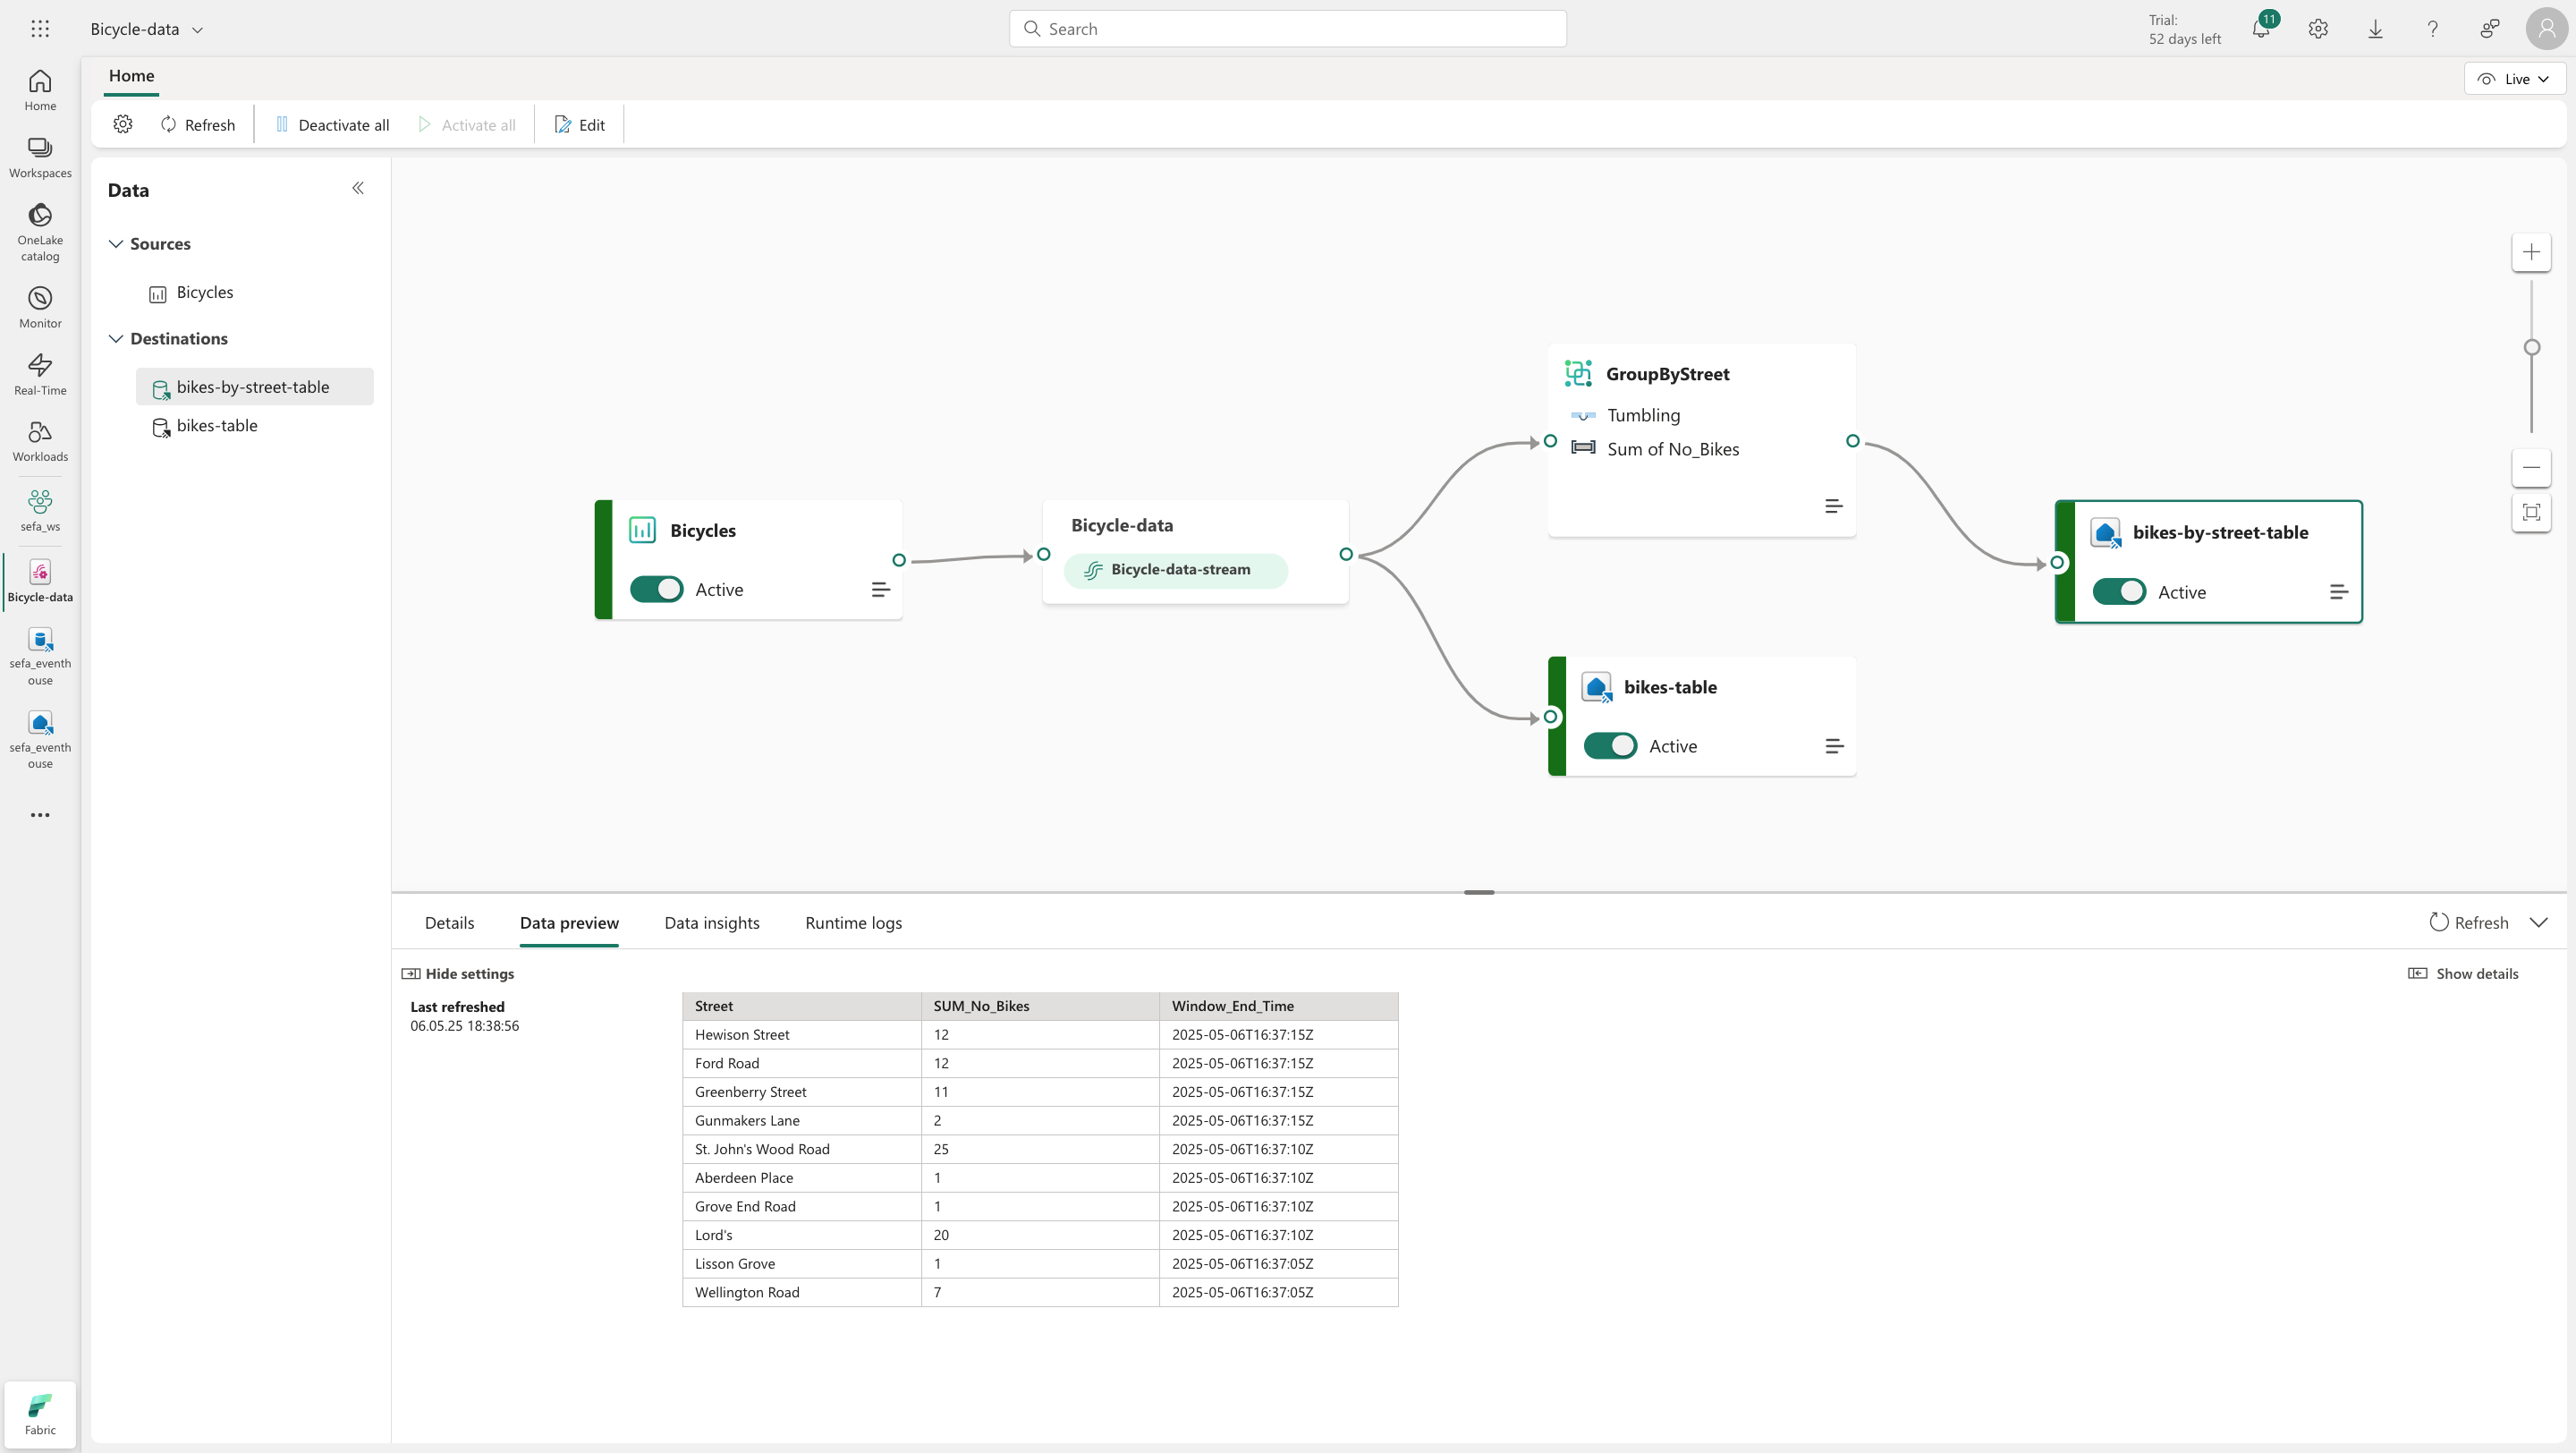 Bicycle-data
Search
Trial:
52 days left
11
Home
Workspaces
OneLake
catalog
Monitor
Real-Time
Workloads
sefa_ws
Bicycle-data
sefa_eventh
ouse
sefa_eventh
ouse
Fabric
Home
Live
Refresh
Deactivate all
Activate all
Edit
Data
Sources
Bicycles
Destinations
bikes-by-street-table
bikes-table
Bicycles
Active
Bicycle-data
Bicycle-data-stream
GroupByStreet
Tumbling
Sum of No_Bikes
bikes-table
Active
bikes-by-street-table
Active
Details Data preview Data insights Runtime logs
Refresh
Hide settings
Show details
Last refreshed
06.05.25 18:38:56
Street SUM_No_Bikes Window_End_Time
Hewison Street 12 2025-05-06T16:37:15Z
Ford Road 12 2025-05-06T16:37:15Z
Greenberry Street 11 2025-05-06T16:37:15Z
Gunmakers Lane 2 2025-05-06T16:37:15Z
St. John's Wood Road 25 2025-05-06T16:37:10Z
Aberdeen Place 1 2025-05-06T16:37:10Z
Grove End Road 1 2025-05-06T16:37:10Z
Lord's 20 2025-05-06T16:37:10Z
Lisson Grove 1 2025-05-06T16:37:05Z
Wellington Road 7 2025-05-06T16:37:05Z